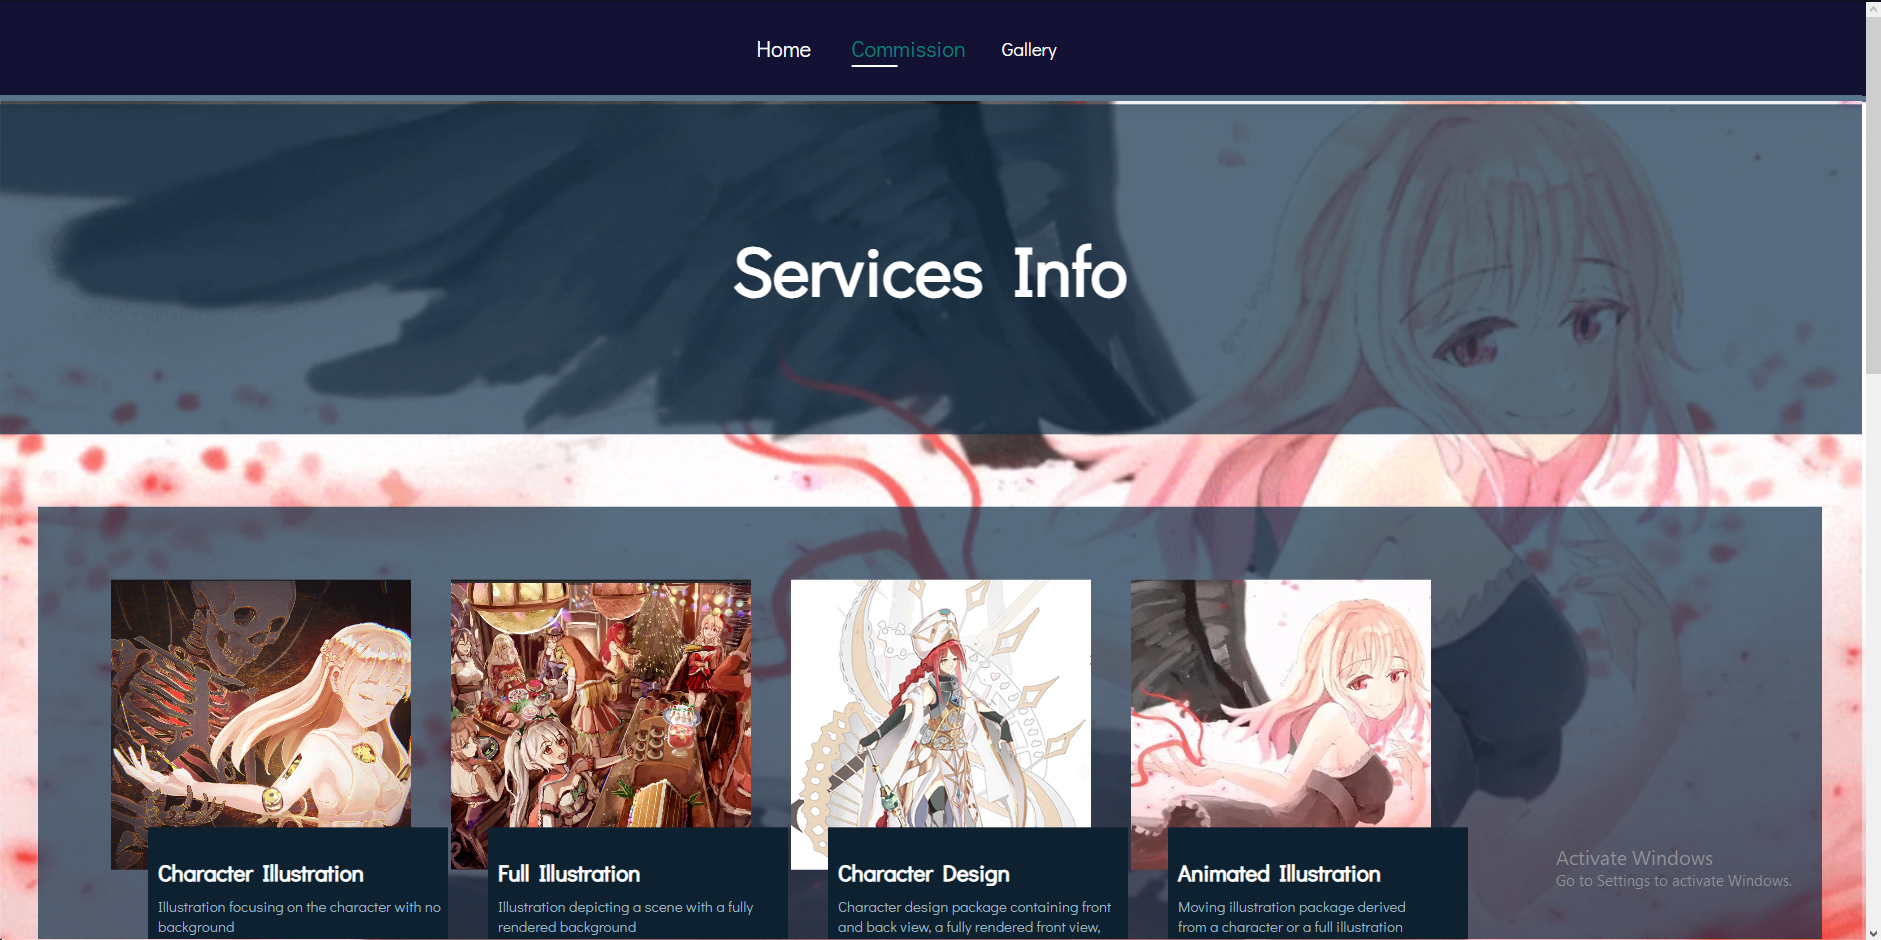 Home Commission Gallery
Services Info
Character Illustration
Illustration focusing on the character with no
background
Full Illustration
Illustration depicting a scene with a fully
rendered background
Character Design
Character design package containing front
and back view, a fully rendered front view,
Animated Illustration
Moving illustration package derived
from a character or a full illustration
Activate Windows
Go to Settings to activate Windows.